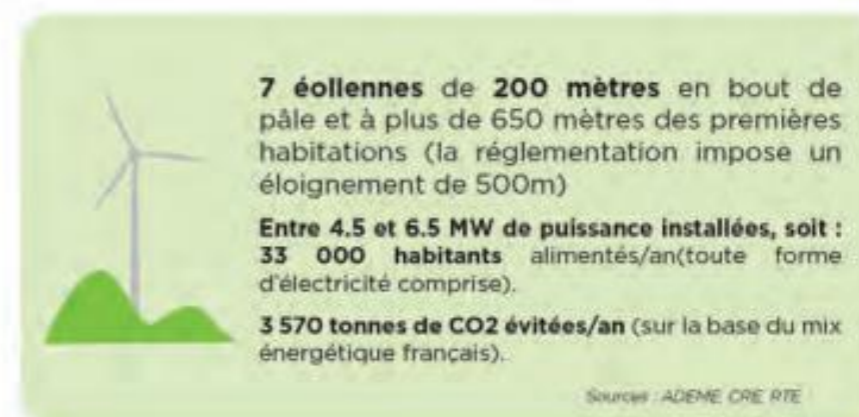 7 éoliennes de 200 mètres en bout de
pâle et à plus de 650 mètres des premières
habitations (la réglementation impose un
éloignement de 500m)
Entre 4.5 et 6.5 MW de puissance installées, soit :
33 000 habitants alimentés/an(toute forme
d'électricité comprise).
3 570 tonnes de CO2 évitées/an (sur la base du mix
énergétique français).
Sources : ADEME CRE RTE